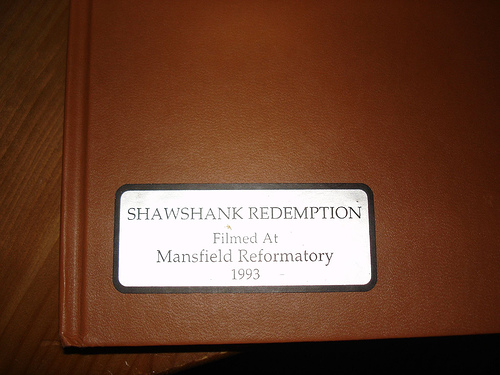 SHAWSHANK REDEMPTION
Filmed At
Mansfield Reformatory
1993